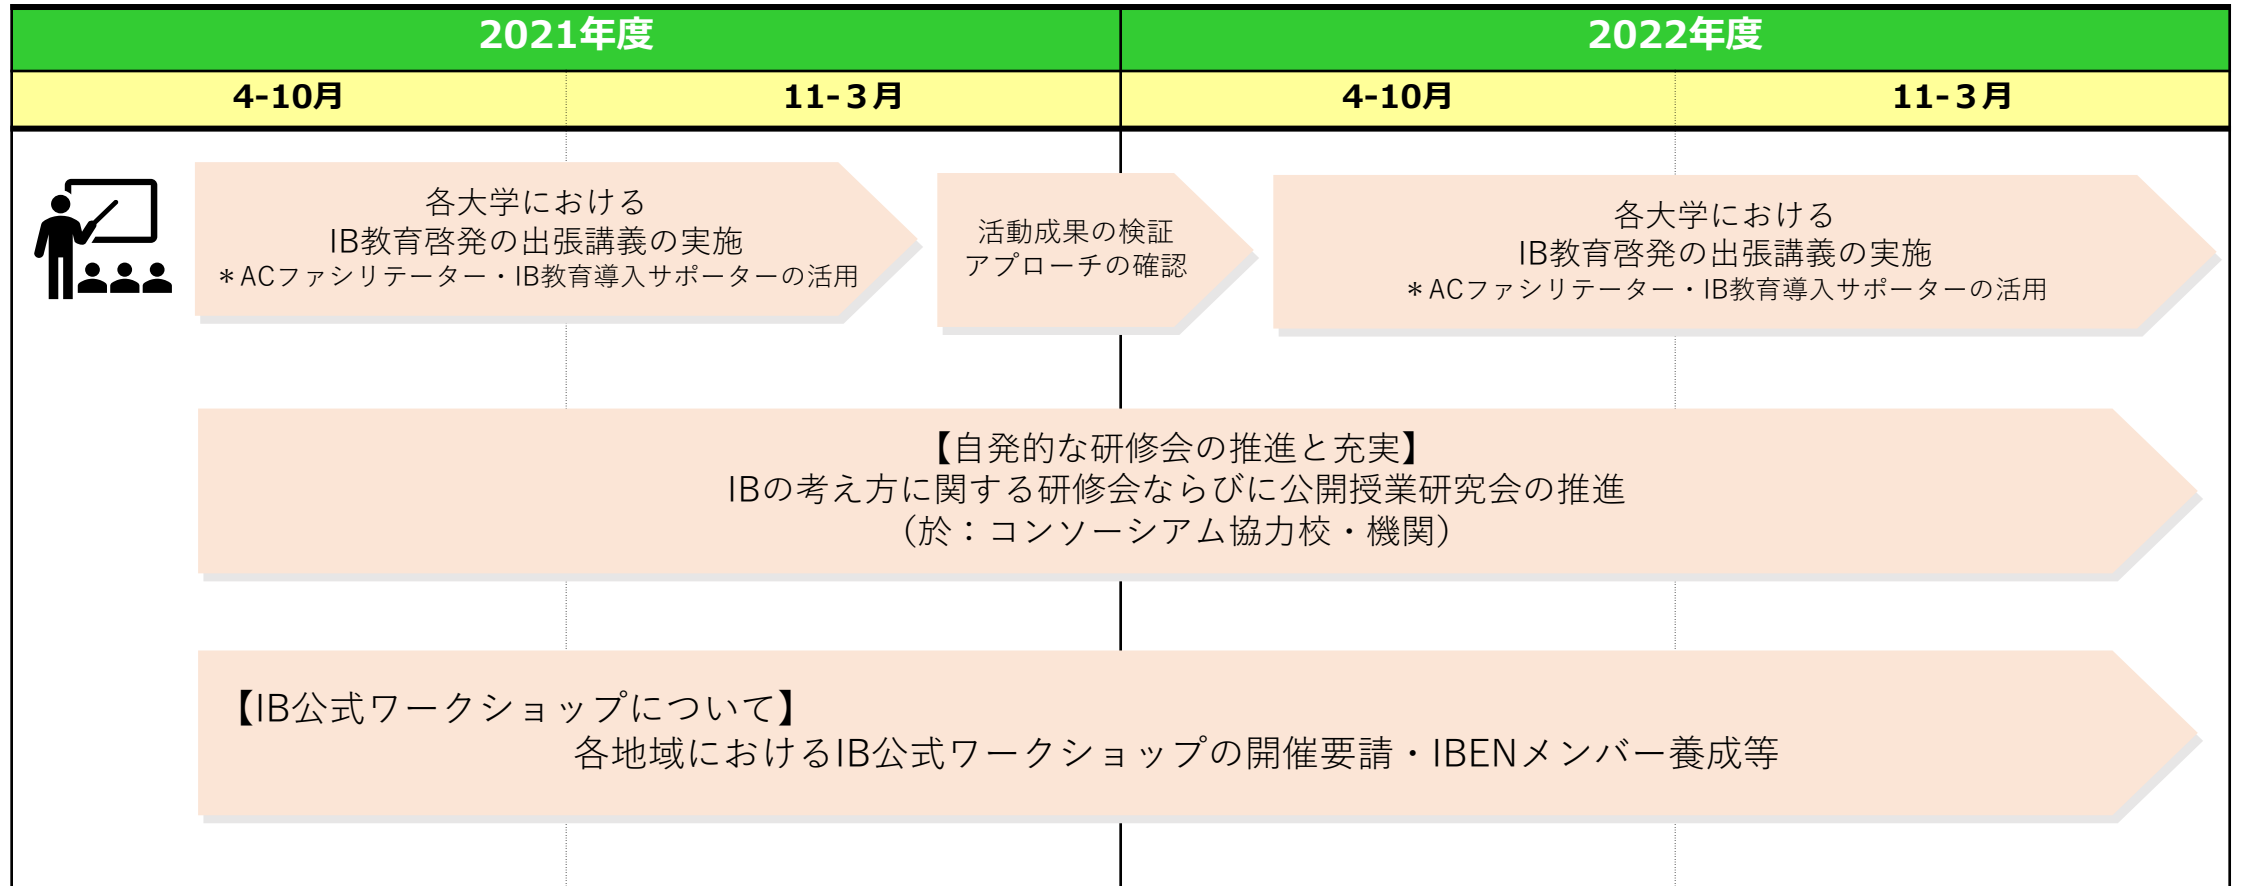 2021年度
2022年度
4-10月
11-３月
4-10月
11-３月
各大学における
IB教育啓発の出張講義の実施
＊ACファシリテーター・IB教育導入サポーターの活用
活動成果の検証
アプローチの確認
各大学における
IB教育啓発の出張講義の実施
＊ACファシリテーター・IB教育導入サポーターの活用
【自発的な研修会の推進と充実】
IBの考え方に関する研修会ならびに公開授業研究会の推進
（於：コンソーシアム協力校・機関）
【IB公式ワークショップについて】
各地域におけるIB公式ワークショップの開催要請・IBENメンバー養成等